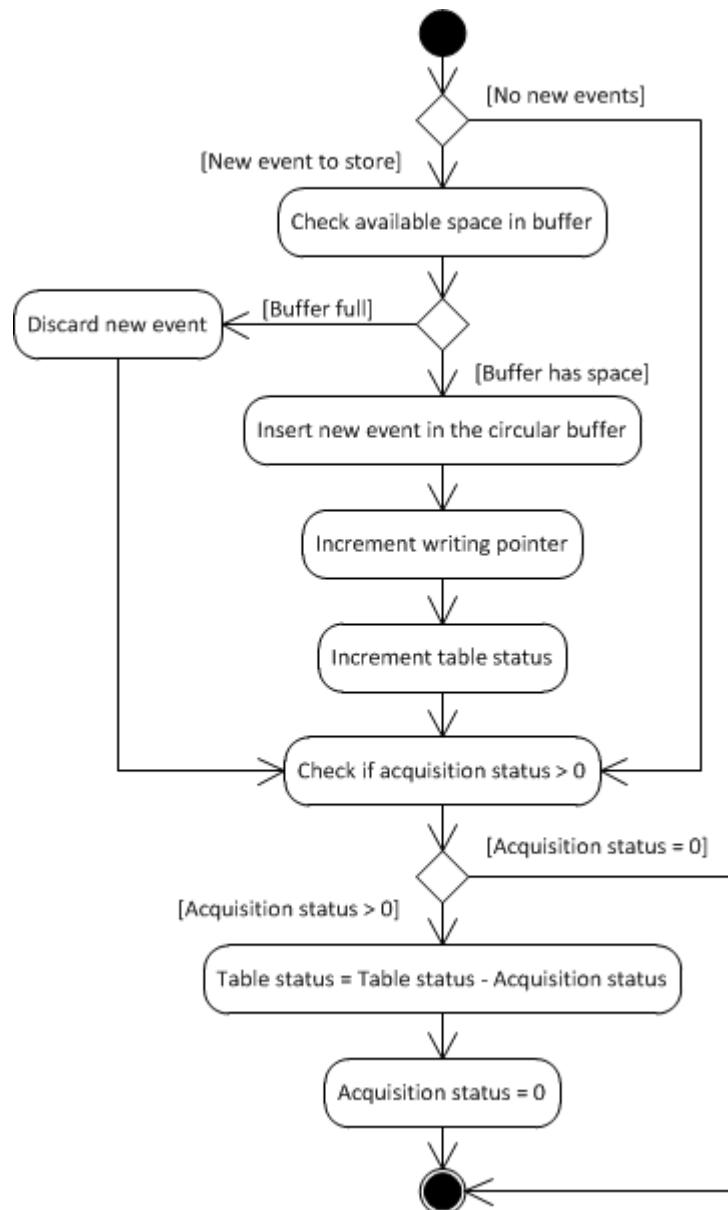 [No new events]
[New event to store]
Check available space in buffer
Discard new event
[Buffer full]
[Buffer has space]
Insert new event in the circular buffer
Increment writing pointer
Increment table status
Check if acquisition status > 0
[Acquisition status = 0]
[Acquisition status > 0]
Table status = Table status - Acquisition status
Acquisition status = 0